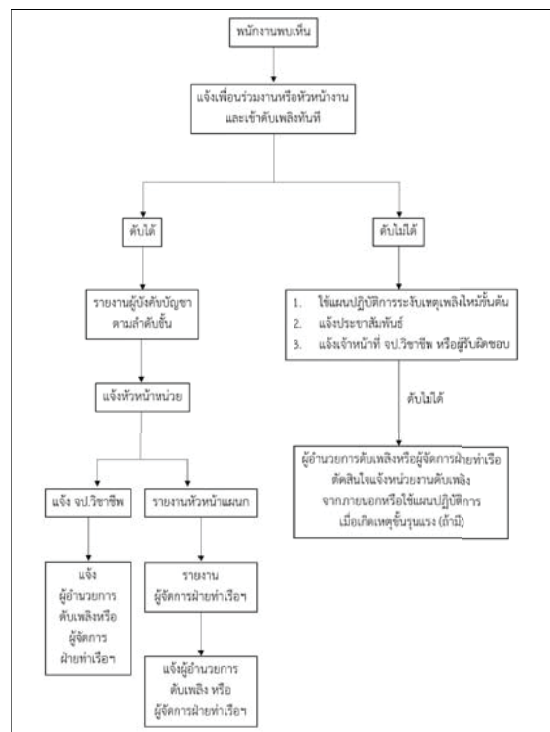 พนักงานพบเห็น
แจ้งเพื่อนร่วมงานหรือหัวหน้างาน
และเข้าดับเพลิงทันที
ดับได้
ดับไม่ได้
รายงานผู้บังคับบัญชา
ตามลำดับชั้น
1. ใช้แผนปฏิบัติการระงับเหตุเพลิงไหม้ขั้นต้น
2. แจ้งประชาสัมพันธ์
3. แจ้งเจ้าหน้าที่ จป.วิชาชีพ หรือผู้รับผิดชอบ
แจ้งหัวหน้าหน่วย
ดับไม่ได้
ผู้อำนวยการดับเพลิงหรือผู้จัดการฝ่ายท่าเรือ
ตัดสินใจแจ้งหน่วยงานดับเพลิง
จากภายนอกหรือใช้แผนปฏิบัติการ
เมื่อเกิดเหตุขั้นรุนแรง (ถ้ามี)
แจ้ง จป.วิชาชีพ
รายงานหัวหน้าแผนก
แจ้ง
ผู้อำนวยการ
ดับเพลิงหรือ
ผู้จัดการ
ฝ่ายท่าเรือฯ
รายงาน
ผู้จัดการฝ่ายท่าเรือฯ
แจ้งผู้อำนวยการ
ดับเพลิง หรือ
ผู้จัดการฝ่ายท่าเรือฯ